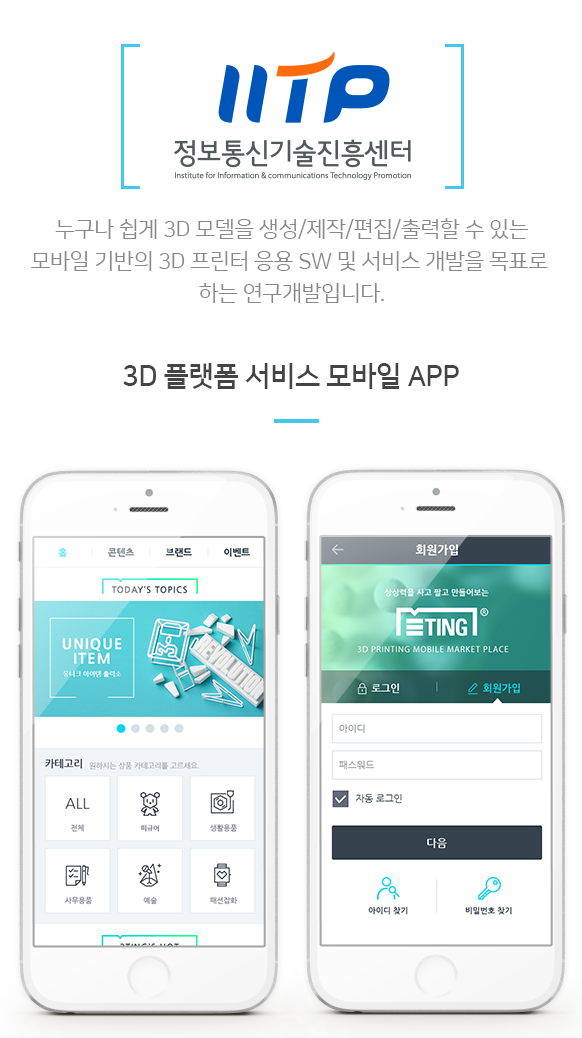 IITP
정보통신기술진흥센터
Institute for Information & communications Technology Promotion
누구나 쉽게 3D 모델을 생성/제작/편집/출력할 수 있는
모바일 기반의 3D 프린터 응용 SW 및 서비스 개발을 목표로
하는 연구개발입니다.
3D 플랫폼 서비스 모바일 APP
홈 콘텐츠 브랜드 이벤트
TODAY'S TOPICS
UNIQUE
ITEM
유니크 아이템 출력소
카테고리 원하시는 상품 카테고리를 고르세요.
ALL
전체 피규어 생활용품
사무용품 예술 패션잡화
3TING'S HOT
회원가입
상상력을 사고 팔고 만들어보는
3TING®
3D PRINTING MOBILE MARKET PLACE
로그인 회원가입
아이디
패스워드
자동 로그인
다음
아이디 찾기 비밀번호 찾기